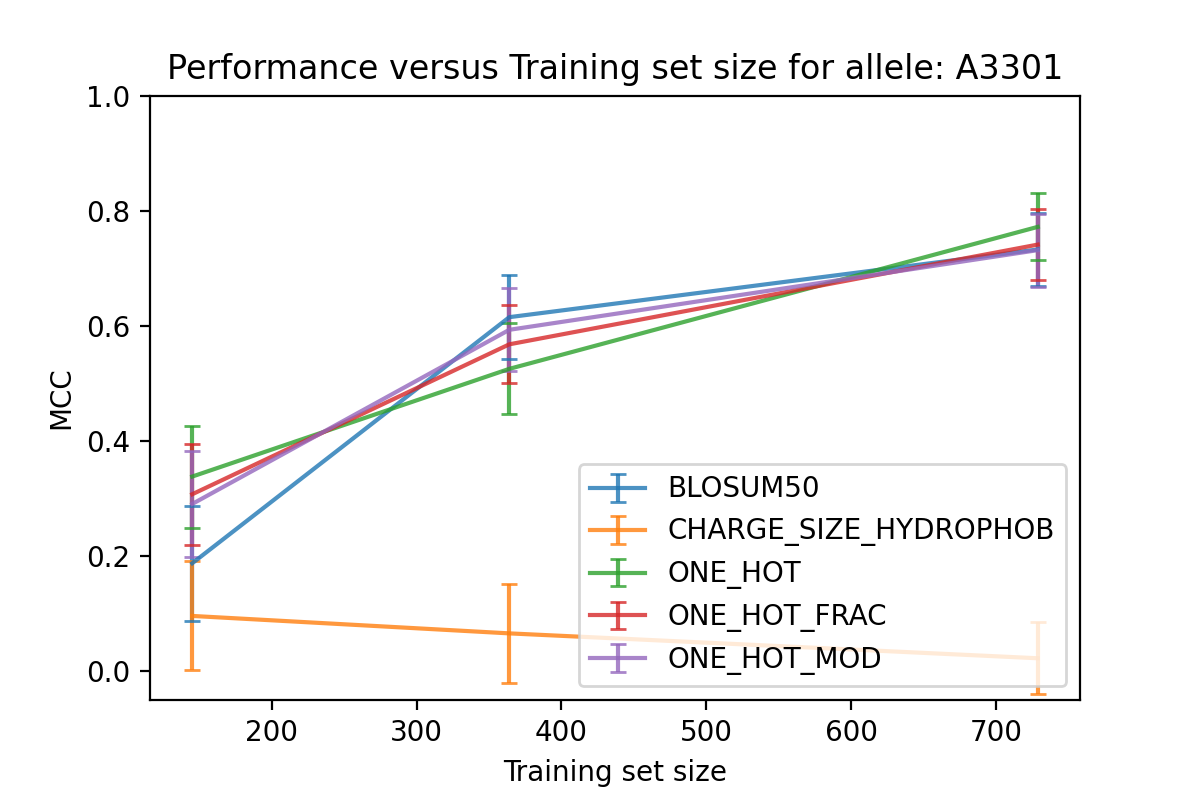 Performance versus Training set size for allele: A3301
1.0
0.8
0.6
0.4
0.2
0.0
MCC
BLOSUM50
CHARGE_SIZE_HYDROPHOB
ONE_HOT
ONE_HOT_FRAC
ONE_HOT_MOD
200 300 400 500 600 700
Training set size